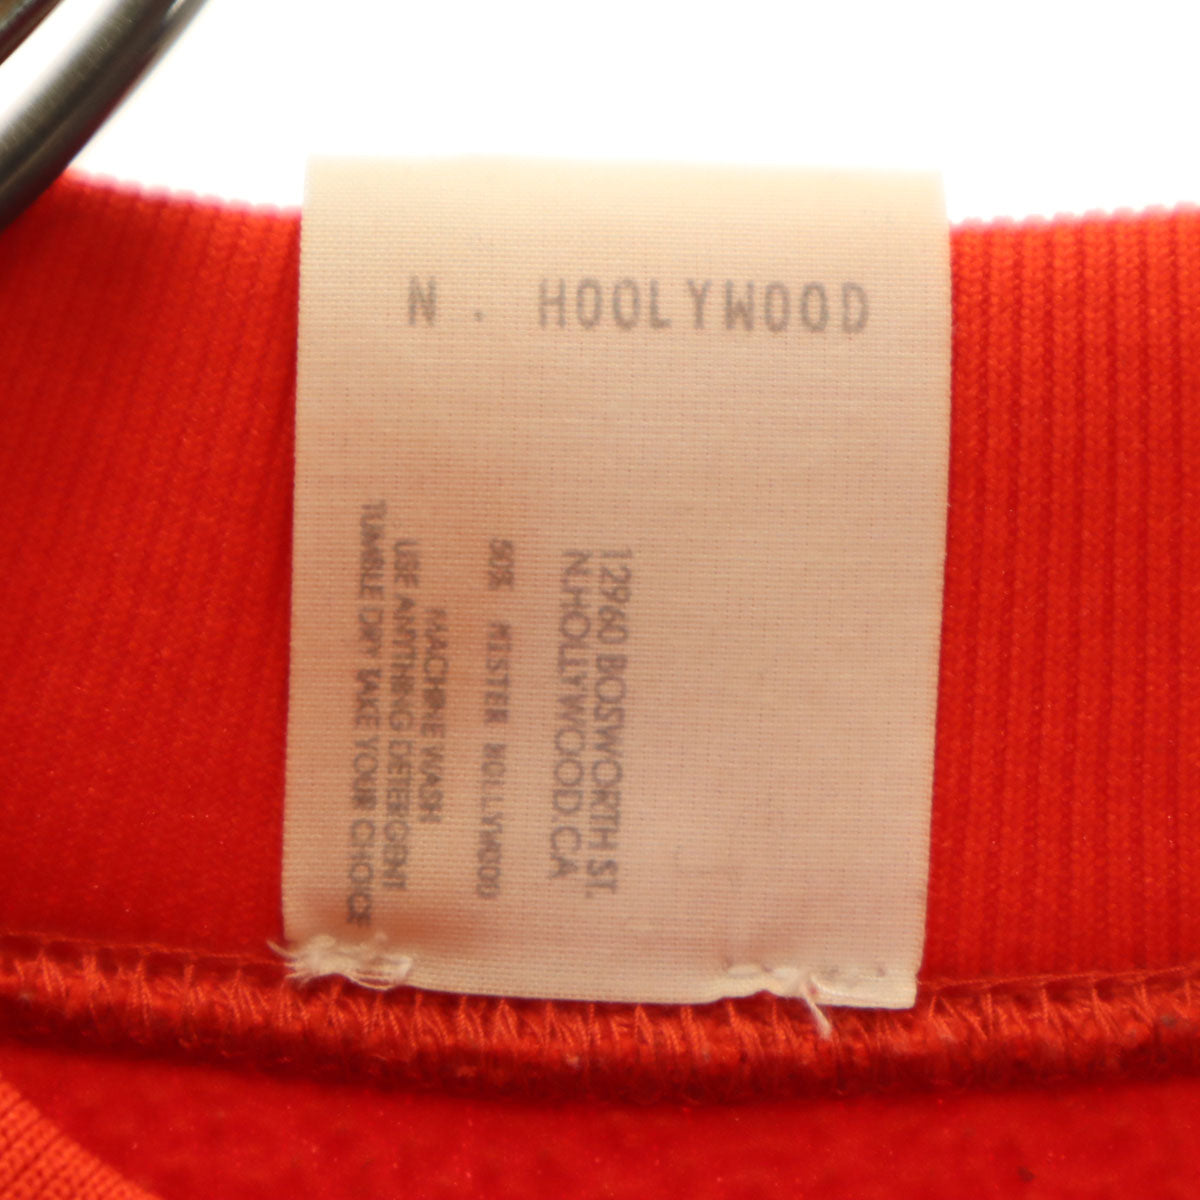 N. HOOLYWOOD
12960 BOSWORTH ST.
N.HOLLYWOOD.CA
50% MISTER HOLLYWOOD
MACHINE WASH
USE ANYTHING DETERGENT
TUMBLE DRY TAKE YOUR CHOICE